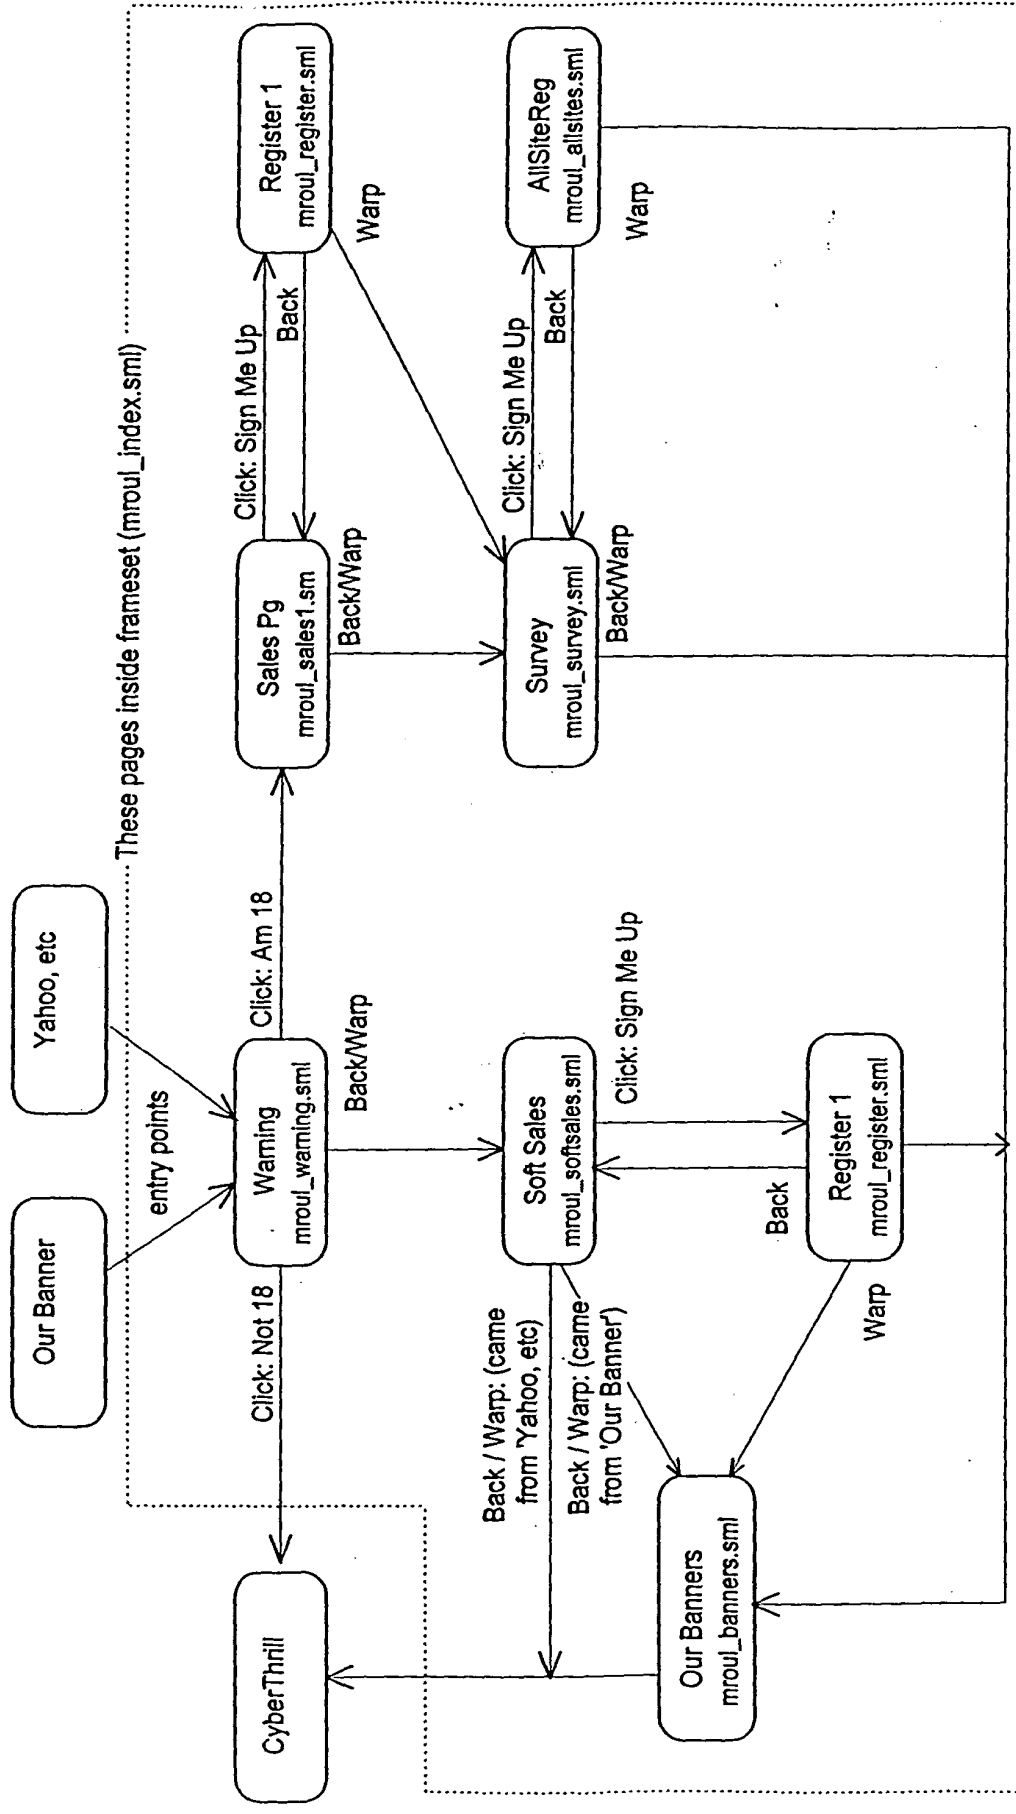 Our Banner
Yahoo, etc
entry points
These pages inside frameset (mroul_index.sml)
CyberThrill
Click: Not 18
Warning
mroul_warning.sml
Click: Am 18
Sales Pg
mroul_sales1.sm
Click: Sign Me Up
Back
Register 1
mroul_register.sml
Back/Warp
Back/Warp
Warp
Back / Warp: (came
from 'Yahoo, etc)
Back / Warp: (came
from 'Our Banner')
Soft Sales
mroul_softsales.sml
Click: Sign Me Up
Survey
mroul_survey.sml
Click: Sign Me Up
Back
AllSiteReg
mroul_allsites.sml
Back/Warp
Warp
Our Banners
mroul_banners.sml
Back
Warp
Register 1
mroul_register.sml